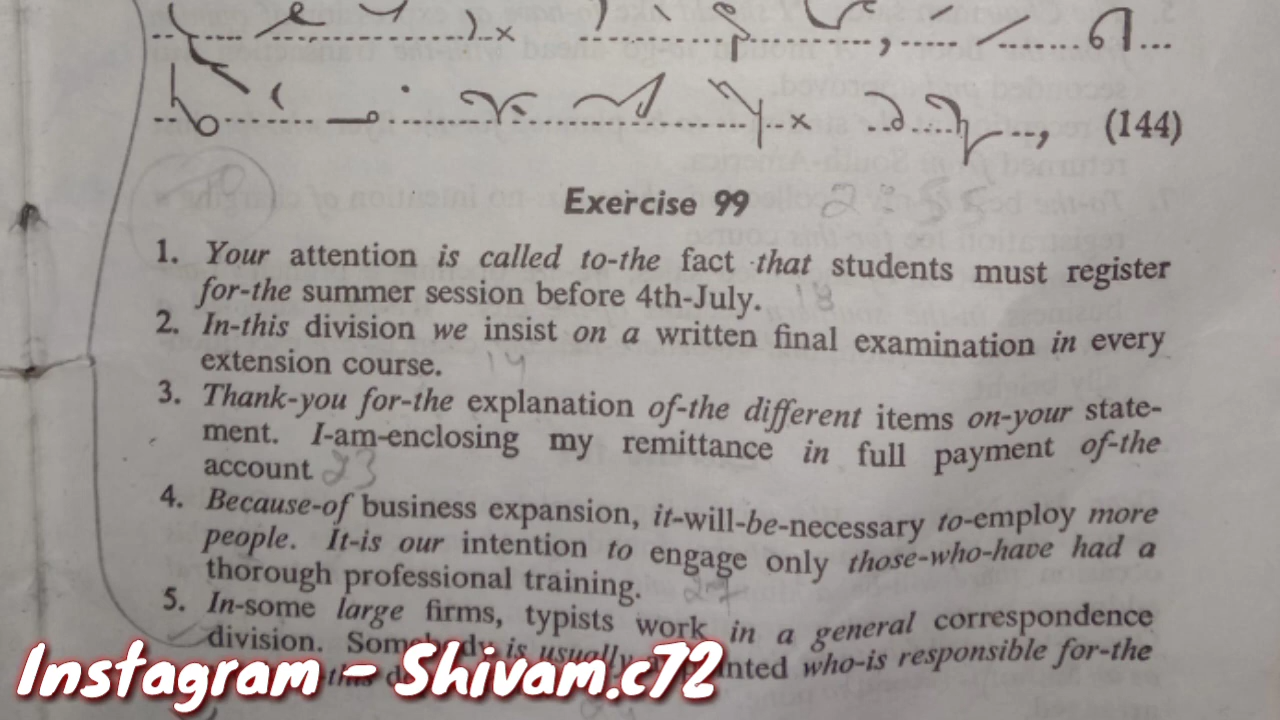 (144)
Exercise 99
1. Your attention is called to-the fact that students must register
for-the summer session before 4th-July. 18
2. In-this division we insist on a written final examination in every
extension course. 14
3. Thank-you for-the explanation of-the different items on-your state-
ment. I-am-enclosing my remittance in full payment of-the
account 23
4. Because-of business expansion, it-will-be-necessary to-employ more
people. It-is our intention to engage only those-who-have had a
thorough professional training. 27
5. In-some large firms, typists work in a general correspondence
division. Somebody is usually who-is responsible for-the
Instagram - Shivam.c72